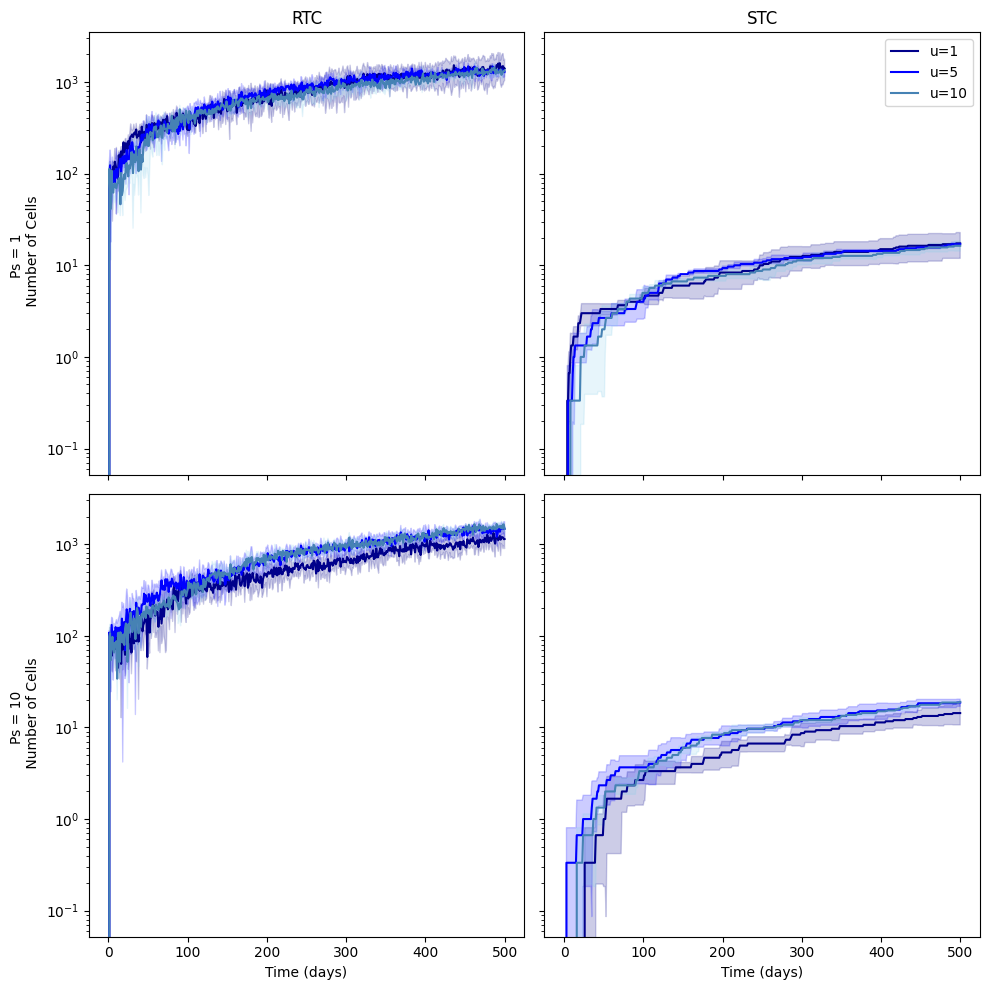 RTC
STC
u=1
u=5
u=10
Ps = 1
Number of Cells
10³
10²
10¹
10⁰
10⁻¹
Ps = 10
Number of Cells
10³
10²
10¹
10⁰
10⁻¹
0 100 200 300 400 500
0 100 200 300 400 500
Time (days)
Time (days)